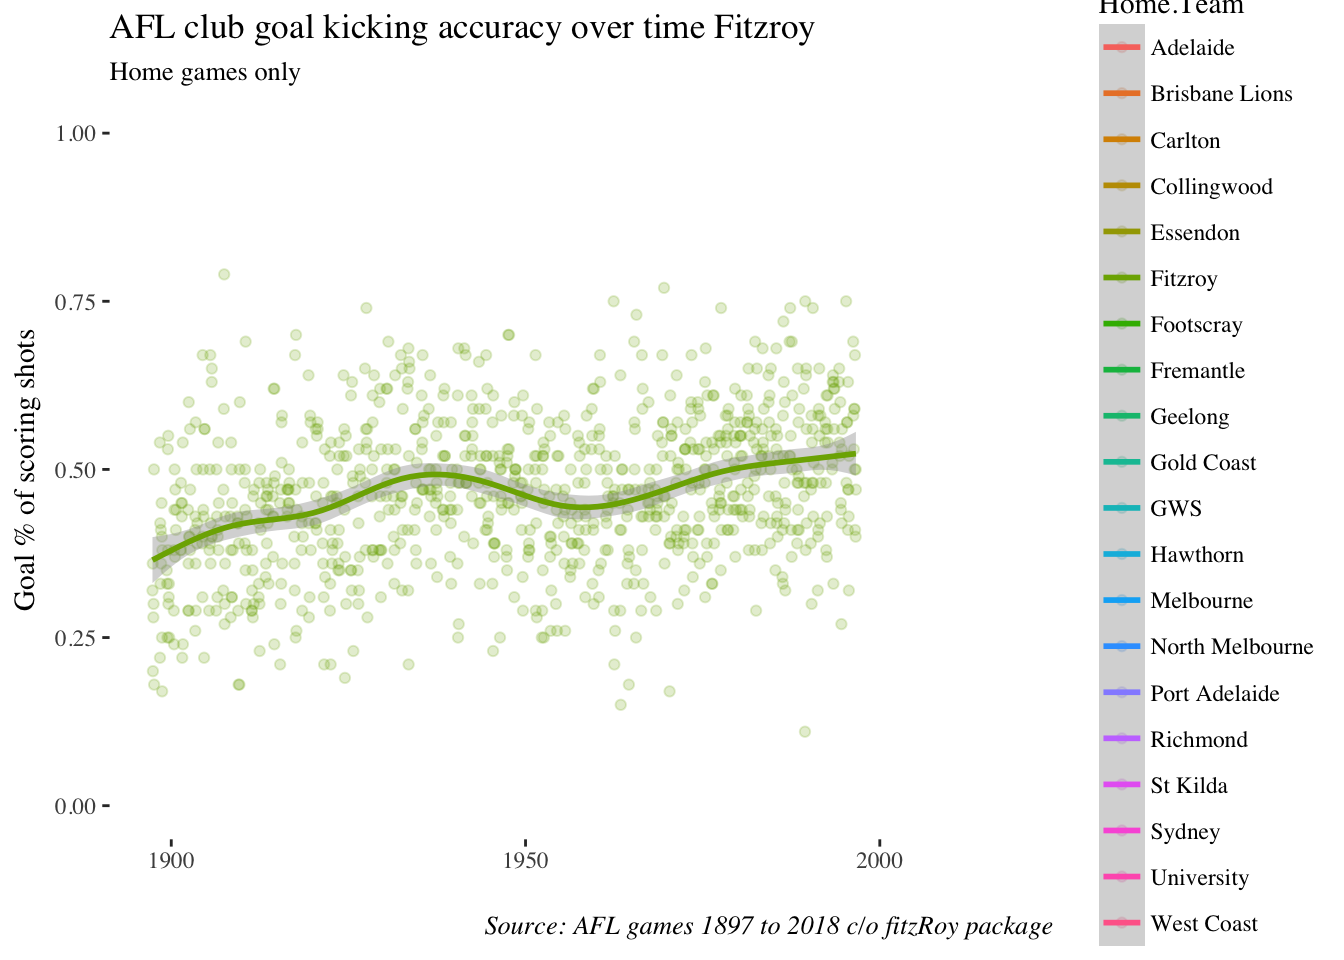 AFL club goal kicking accuracy over time Fitzroy
Home games only
Goal % of scoring shots
1.00
0.75
0.50
0.25
0.00
1900
1950
2000
Source: AFL games 1897 to 2018 c/o fitzRoy package
Home.Team
Adelaide
Brisbane Lions
Carlton
Collingwood
Essendon
Fitzroy
Footscray
Fremantle
Geelong
Gold Coast
GWS
Hawthorn
Melbourne
North Melbourne
Port Adelaide
Richmond
St Kilda
Sydney
University
West Coast